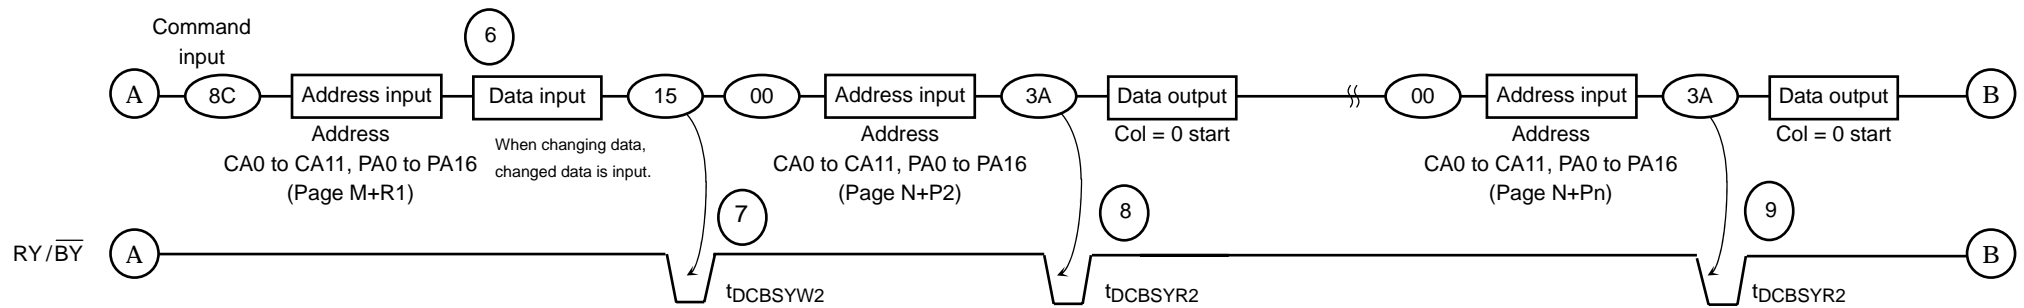 Command
input
6
A
8C
Address input
Data input
15
00
Address input
3A
Data output
00
Address input
3A
Data output
B
Address
CA0 to CA11, PA0 to PA16
(Page M+R1)
When changing data,
changed data is input.
Address
CA0 to CA11, PA0 to PA16
(Page N+P2)
Col = 0 start
Address
CA0 to CA11, PA0 to PA16
(Page N+Pn)
Col = 0 start
7
8
9
RY/B̅Y̅
A
B
tDCBSYW2
tDCBSYR2
tDCBSYR2